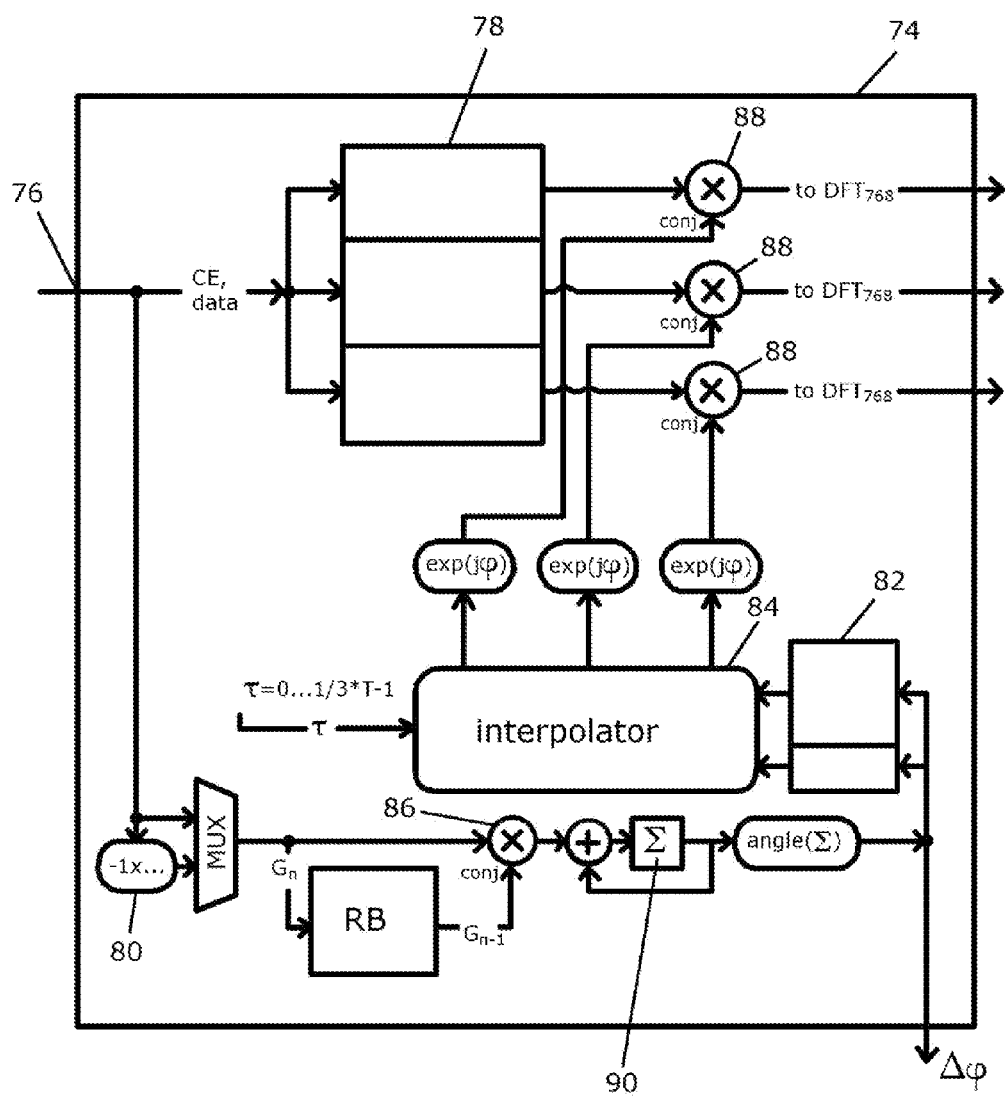 78
74
88
76
to DFT768
conj
CE,
data
88
to DFT768
conj
88
to DFT768
conj
exp(jφ)
exp(jφ)
exp(jφ)
82
84
τ=0...1/3*T-1
τ
interpolator
86
MUX
-1x...
Gn
conj
+
Σ
angle(Σ)
RB
Gn-1
80
90
Δφ